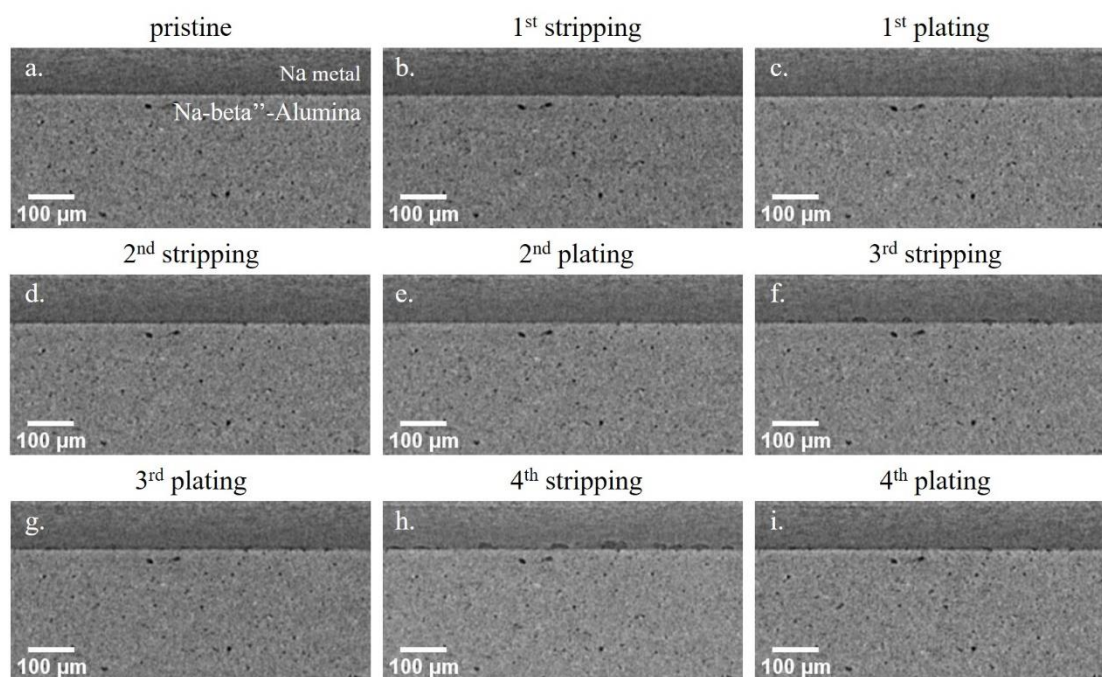 pristine
1st stripping
1st plating
a.
Na metal
Na-beta’’-Alumina
100 µm
b.
100 µm
c.
100 µm
2nd stripping
2nd plating
3rd stripping
d.
100 µm
e.
100 µm
f.
100 µm
3rd plating
4th stripping
4th plating
g.
100 µm
h.
100 µm
i.
100 µm